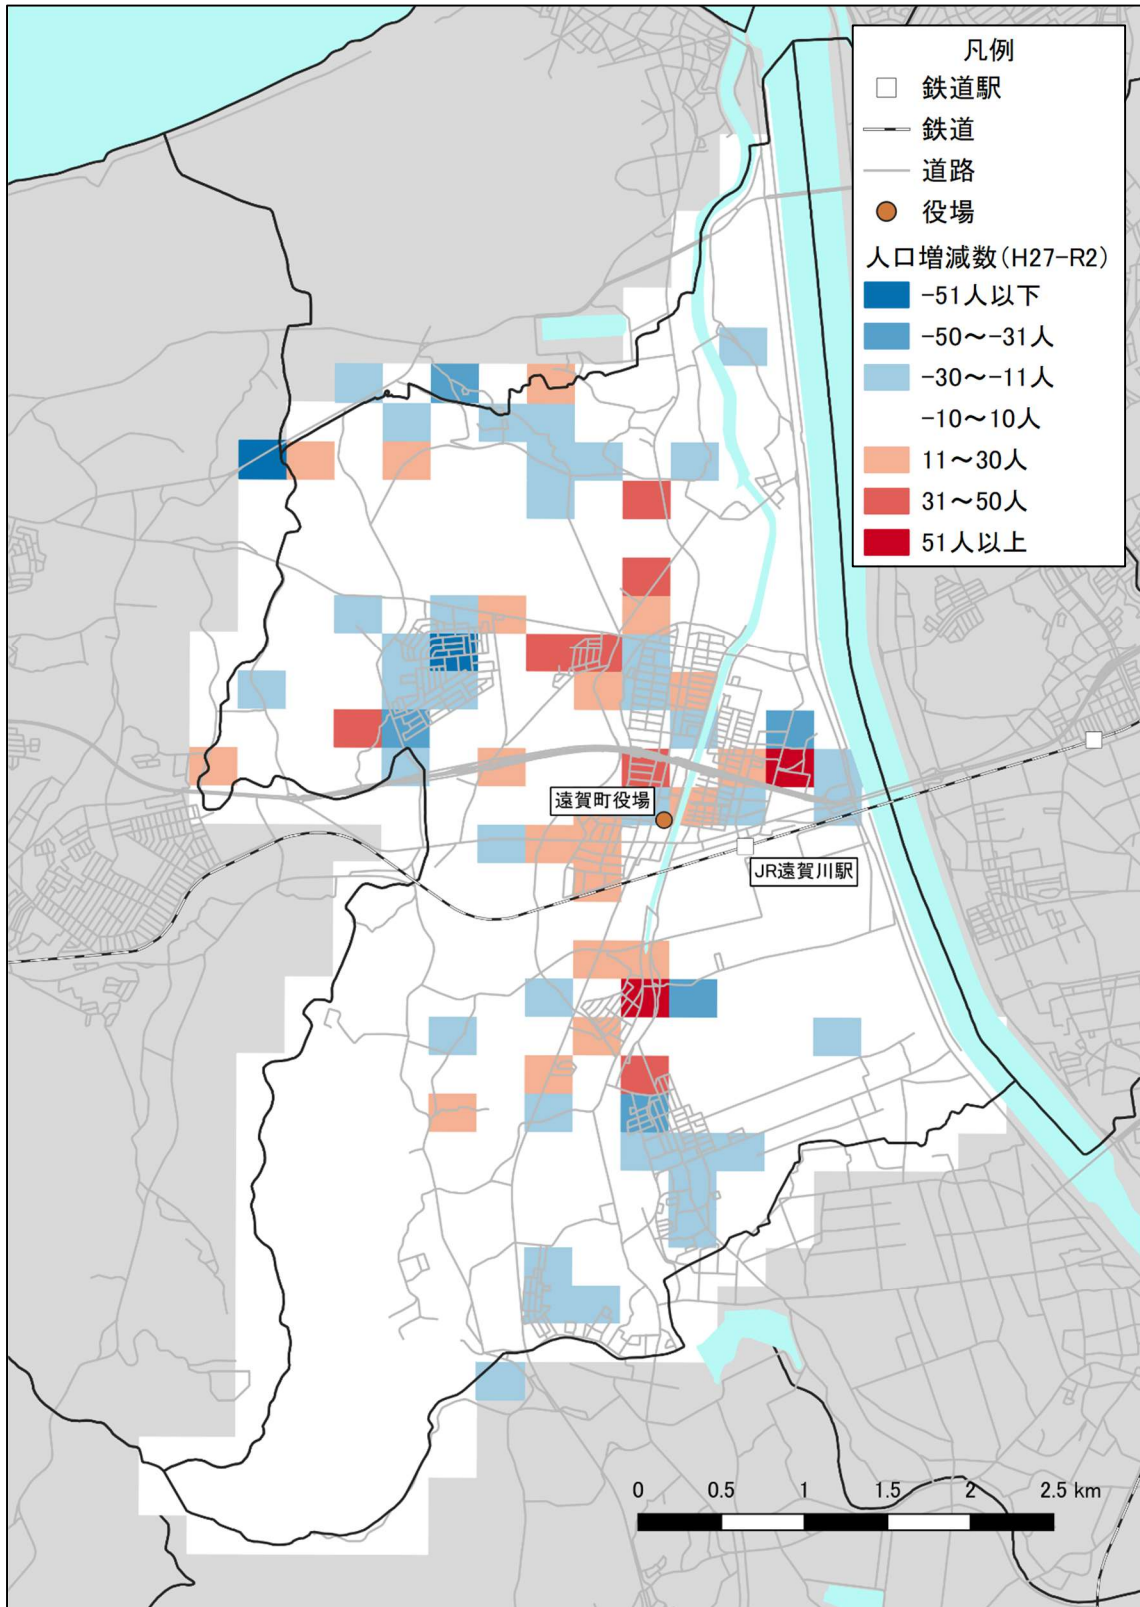 凡例
鉄道駅
鉄道
道路
役場
人口増減数(H27-R2)
-51人以下
-50～-31人
-30～-11人
-10～10人
11～30人
31～50人
51人以上
遠賀町役場
JR遠賀川駅
0 0.5 1 1.5 2 2.5 km